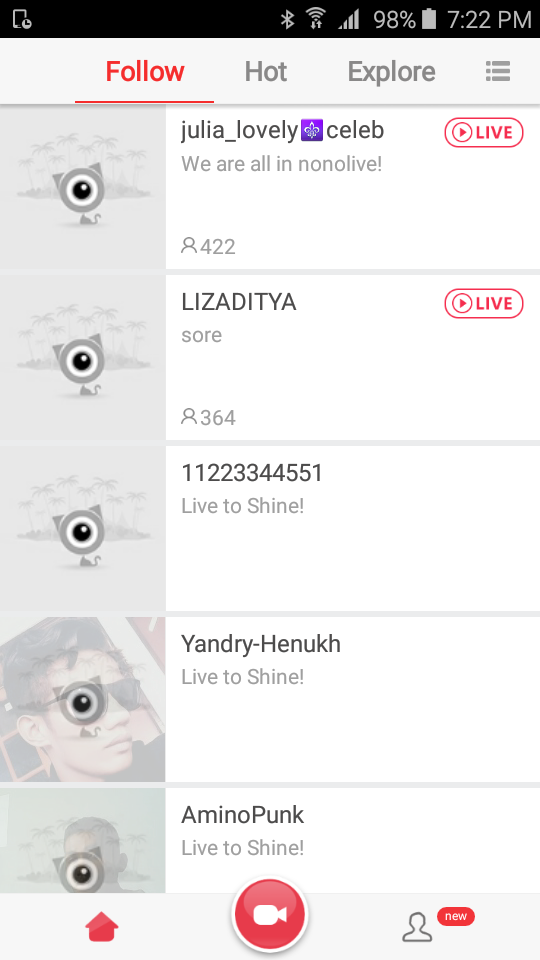 98% 7:22 PM
Follow Hot Explore
julia_lovely⚜️celeb LIVE
We are all in nonolive!
422
LIZADITYA LIVE
sore
364
11223344551
Live to Shine!
Yandry-Henukh
Live to Shine!
AminoPunk
Live to Shine!
new